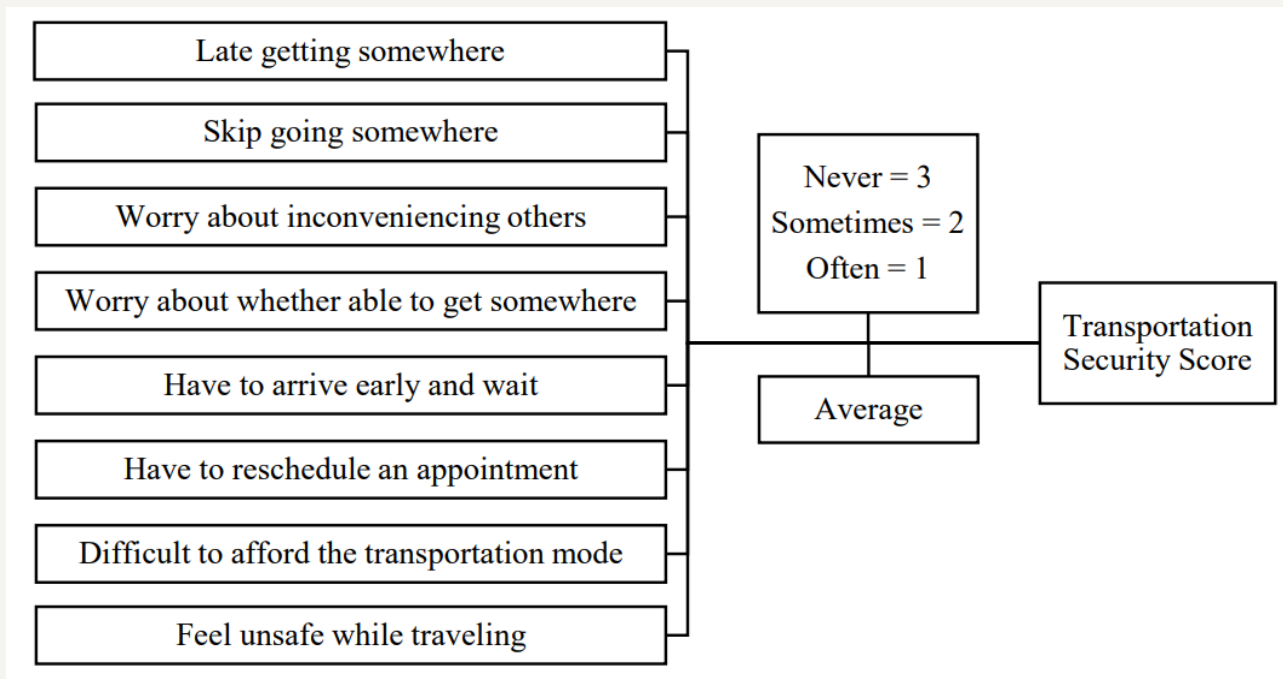 Late getting somewhere
Skip going somewhere
Worry about inconveniencing others
Worry about whether able to get somewhere
Have to arrive early and wait
Have to reschedule an appointment
Difficult to afford the transportation mode
Feel unsafe while traveling
Never = 3
Sometimes = 2
Often = 1
Average
Transportation
Security Score